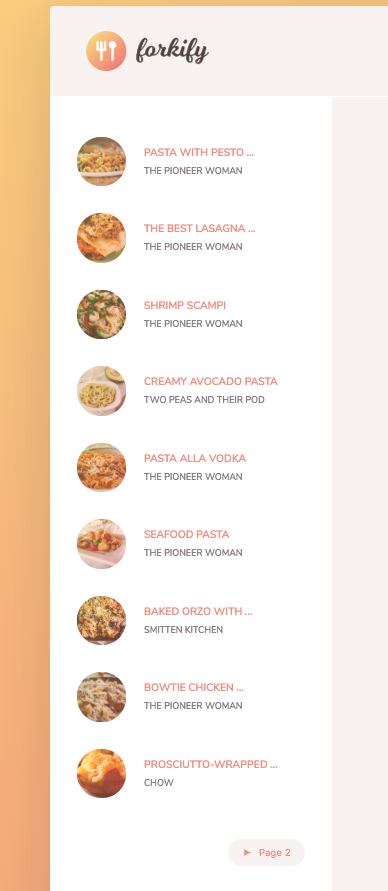 forkify
PASTA WITH PESTO ...
THE PIONEER WOMAN
THE BEST LASAGNA ...
THE PIONEER WOMAN
SHRIMP SCAMPI
THE PIONEER WOMAN
CREAMY AVOCADO PASTA
TWO PEAS AND THEIR POD
PASTA ALLA VODKA
THE PIONEER WOMAN
SEAFOOD PASTA
THE PIONEER WOMAN
BAKED ORZO WITH ...
SMITTEN KITCHEN
BOWTIE CHICKEN ...
THE PIONEER WOMAN
PROSCIUTTO-WRAPPED ...
CHOW
Page 2